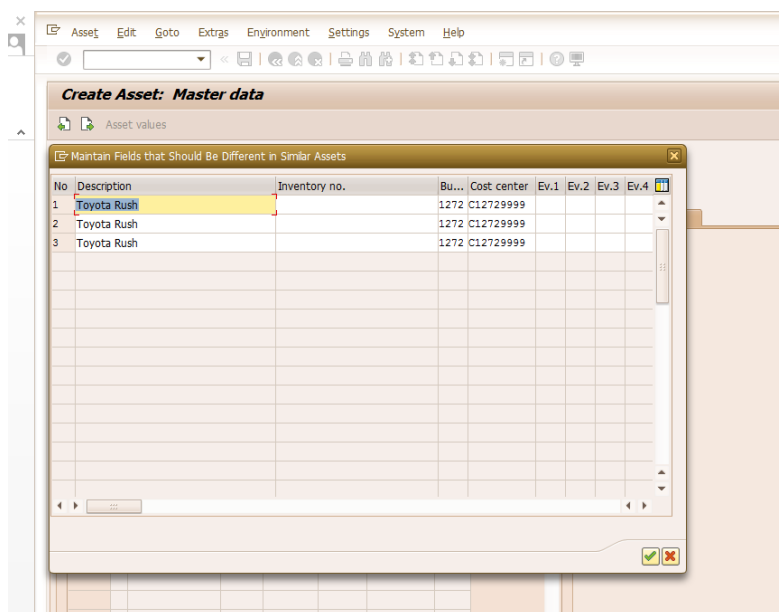 Asset Edit Goto Extras Environment Settings System Help
Create Asset: Master data
Asset values
Maintain Fields that Should Be Different in Similar Assets
No Description Inventory no. Bu... Cost center Ev.1 Ev.2 Ev.3 Ev.4
1 Toyota Rush 1272 C12729999
2 Toyota Rush 1272 C12729999
3 Toyota Rush 1272 C12729999